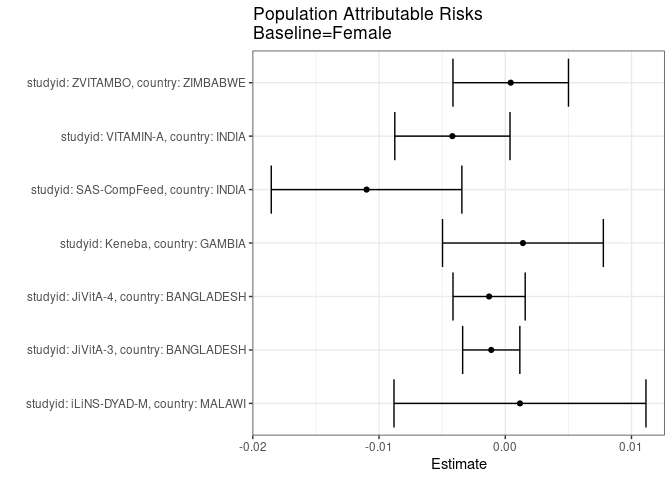 Population Attributable Risks
Baseline=Female
studyid: ZVITAMBO, country: ZIMBABWE
studyid: VITAMIN-A, country: INDIA
studyid: SAS-CompFeed, country: INDIA
studyid: Keneba, country: GAMBIA
studyid: JiVitA-4, country: BANGLADESH
studyid: JiVitA-3, country: BANGLADESH
studyid: iLiNS-DYAD-M, country: MALAWI
-0.02 -0.01 0.00 0.01
Estimate